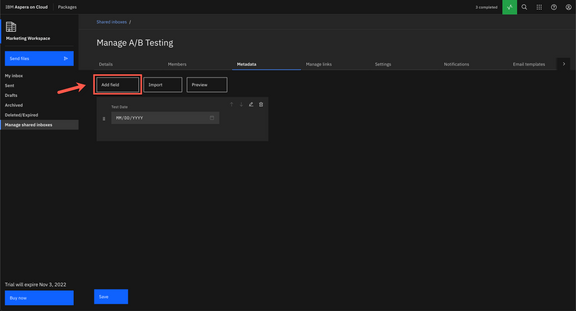 IBM Aspera on Cloud
Packages
3 completed
Marketing Workspace
Send files
My inbox
Sent
Drafts
Archived
Deleted/Expired
Manage shared inboxes
Trial will expire Nov 3, 2022
Buy now
Shared inboxes /
Manage A/B Testing
Details
Members
Metadata
Manage links
Settings
Notifications
Email templates
Add field
Import
Preview
Test Date
MM/DD/YYYY
Save